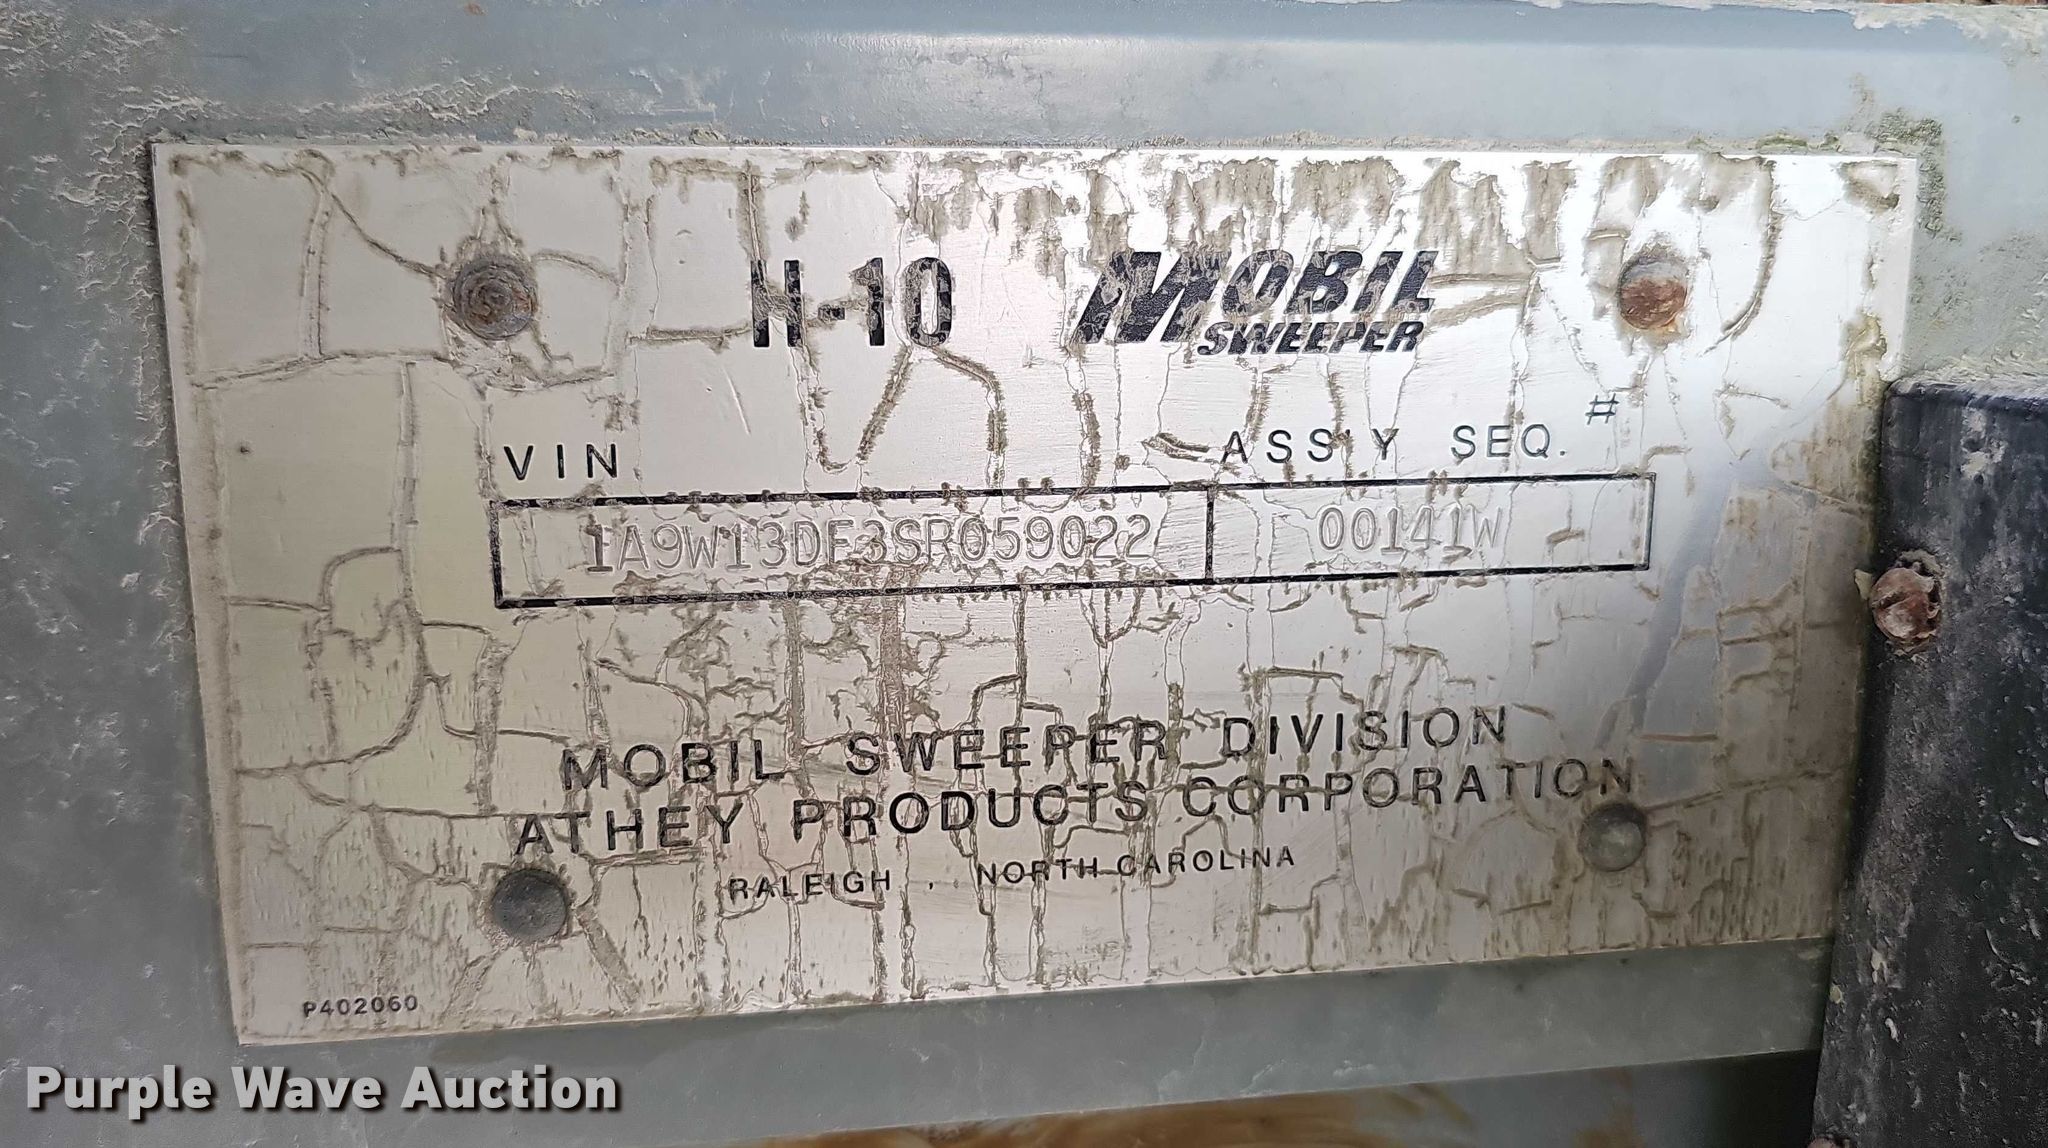 H-10 MOBIL
SWEEPER
VIN ASS'Y SEQ. #
1A9W13DE3SR059022 00141W
MOBIL SWEEPER DIVISION
ATHEY PRODUCTS CORPORATION
RALEIGH , NORTH CAROLINA
P402060
Purple Wave Auction